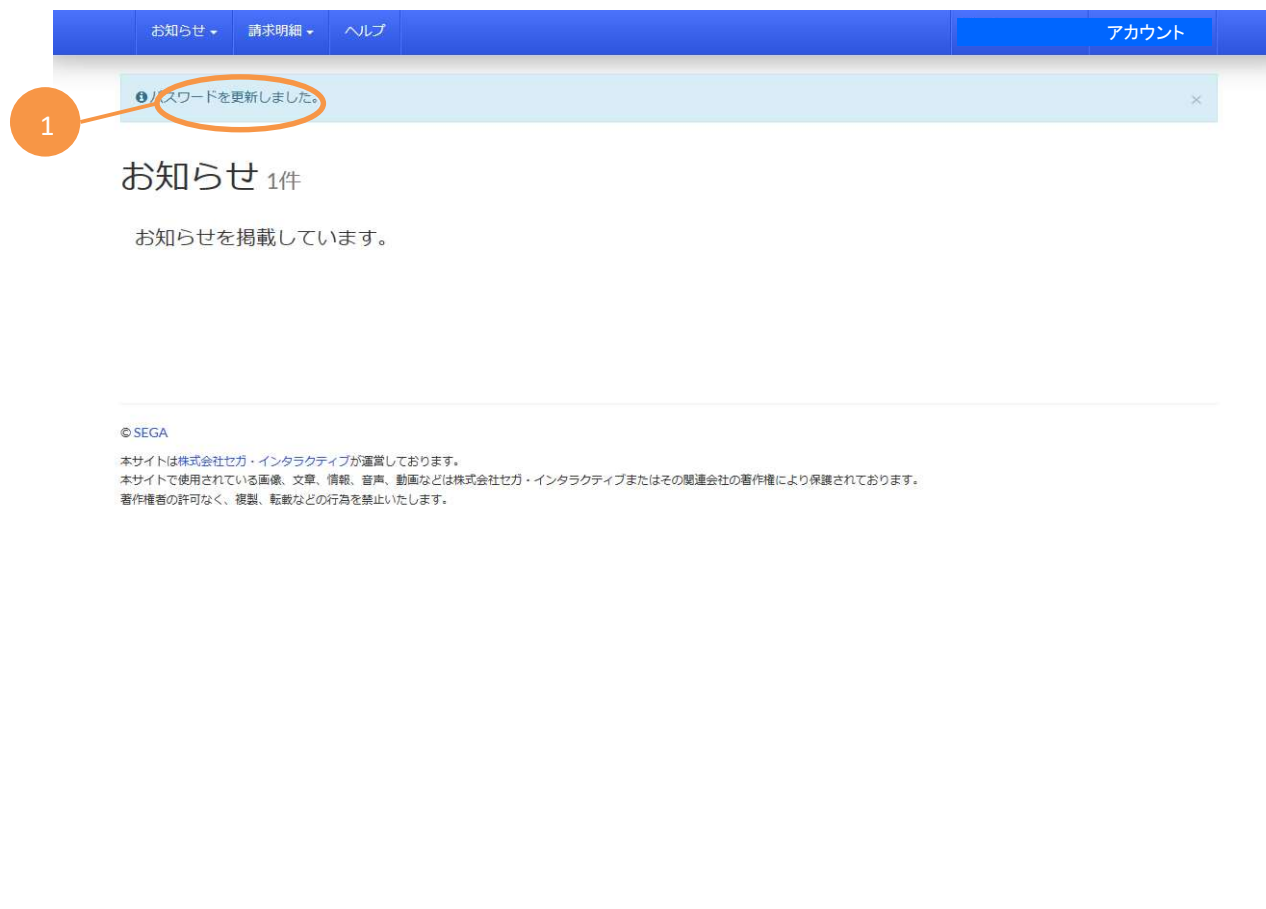 お知らせ 請求明細 ヘルプ アカウント
パスワードを更新しました。 ×
1
お知らせ 1件
お知らせを掲載しています。
© SEGA
本サイトは株式会社セガ・インタラクティブが運営しております。
本サイトで使用されている画像、文章、情報、音声、動画などは株式会社セガ・インタラクティブまたはその関連会社の著作権により保護されております。
著作権者の許可なく、複製、転載などの行為を禁止いたします。